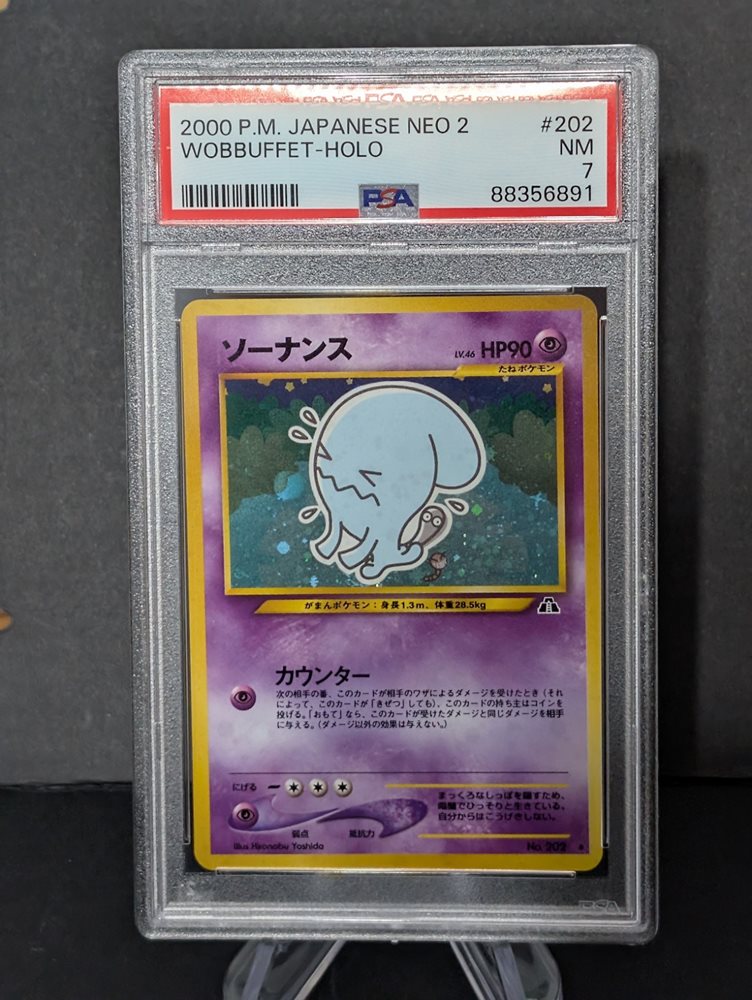 2000 P.M. JAPANESE NEO 2 #202
WOBBUFFET-HOLO NM
7
PSA 88356891
ソーナンス LV.46 HP90
たねポケモン
がまんポケモン：身長1.3m、体重28.5kg
カウンター
次の相手の番、このカードが相手のワザによるダメージを受けたとき（それ
によって、このカードが「きぜつ」しても)、このカードの持ち主はコインを
投げる。「おもて」なら、このカードが受けたダメージと同じダメージを相手
に与える。（ダメージ以外の効果は与えない。)
にげる
弱点 抵抗力
まっくろなしっぽを隠すため、
暗闇でひっそりと生きている。
自分からはこうげきしない。
Illus Hironobu Yoshida No. 202
PSA